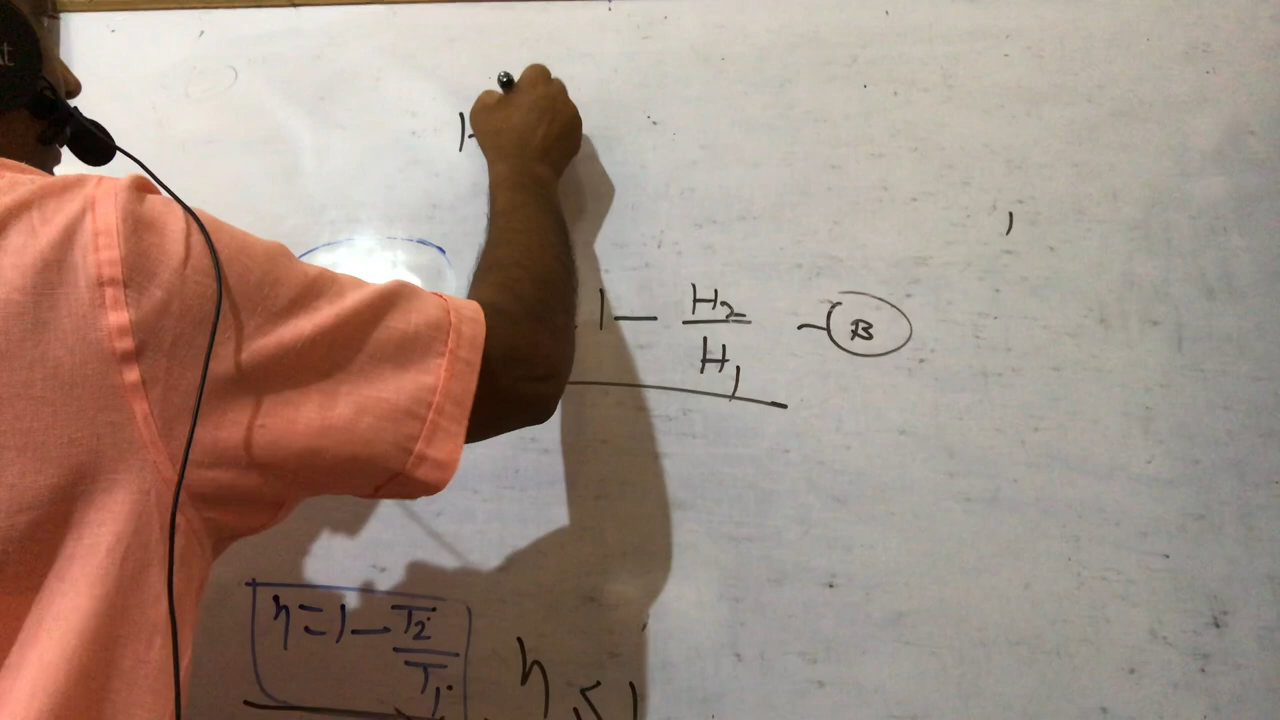 1-
1 — H₂/H₁ - B
η = 1 — T₂/T₁
η < 1